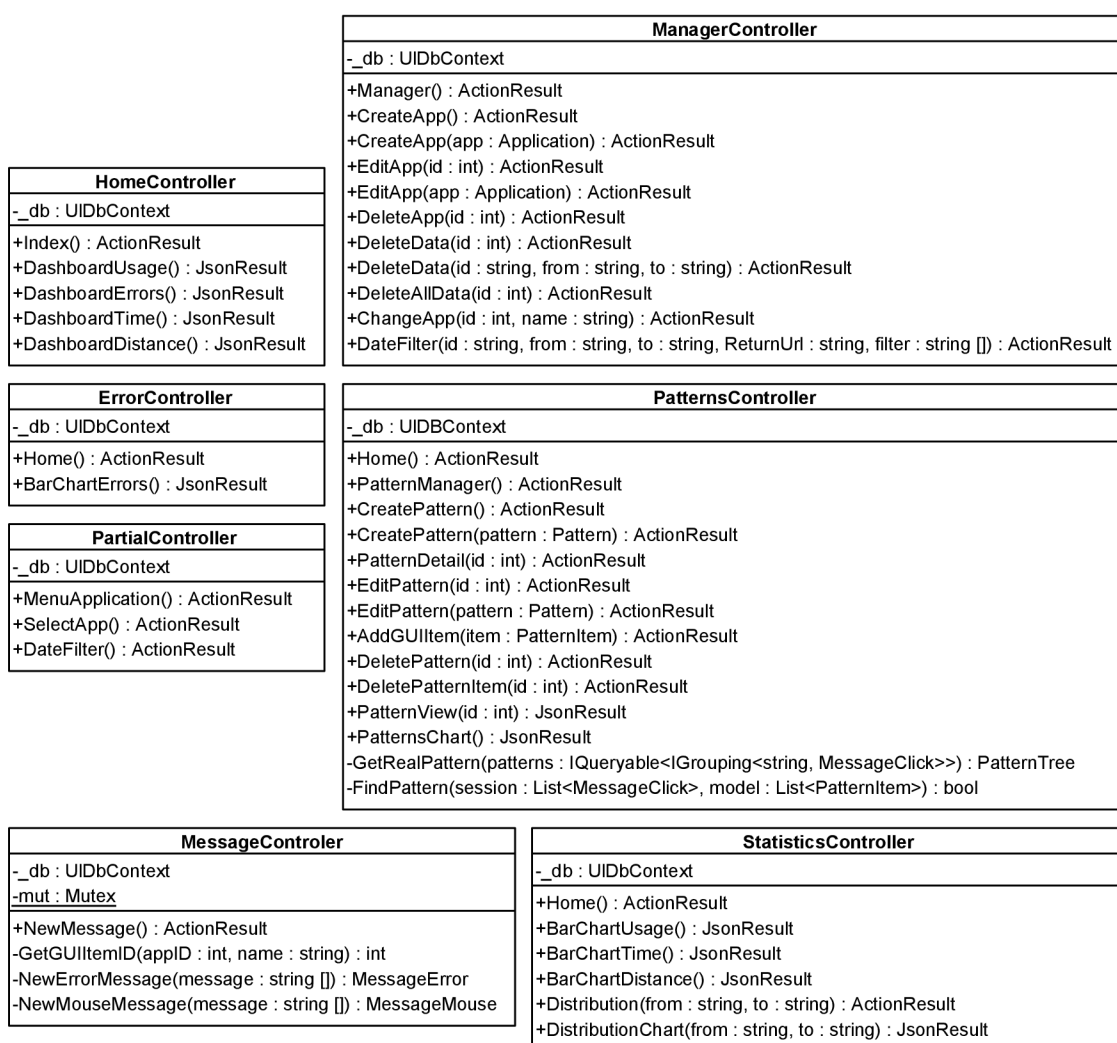 ManagerController
-_db : UIDbContext
+Manager() : ActionResult
+CreateApp() : ActionResult
+CreateApp(app : Application) : ActionResult
+EditApp(id : int) : ActionResult
+EditApp(app : Application) : ActionResult
+DeleteApp(id : int) : ActionResult
+DeleteData(id : int) : ActionResult
+DeleteData(id : string, from : string, to : string) : ActionResult
+DeleteAllData(id : int) : ActionResult
+ChangeApp(id : int, name : string) : ActionResult
+DateFilter(id : string, from : string, to : string, ReturnUrl : string, filter : string []) : ActionResult
HomeController
-_db : UIDbContext
+Index() : ActionResult
+DashboardUsage() : JsonResult
+DashboardErrors() : JsonResult
+DashboardTime() : JsonResult
+DashboardDistance() : JsonResult
ErrorController
-_db : UIDbContext
+Home() : ActionResult
+BarChartErrors() : JsonResult
PartialController
-_db : UIDbContext
+MenuApplication() : ActionResult
+SelectApp() : ActionResult
+DateFilter() : ActionResult
PatternsController
-_db : UIDBContext
+Home() : ActionResult
+PatternManager() : ActionResult
+CreatePattern() : ActionResult
+CreatePattern(pattern : Pattern) : ActionResult
+PatternDetail(id : int) : ActionResult
+EditPattern(id : int) : ActionResult
+EditPattern(pattern : Pattern) : ActionResult
+AddGUIItem(item : PatternItem) : ActionResult
+DeletePattern(id : int) : ActionResult
+DeletePatternItem(id : int) : ActionResult
+PatternView(id : int) : JsonResult
+PatternsChart() : JsonResult
-GetRealPattern(patterns : IQueryable<IGrouping<string, MessageClick>>) : PatternTree
-FindPattern(session : List<MessageClick>, model : List<PatternItem>) : bool
MessageControler
-_db : UIDbContext
-mut : Mutex
+NewMessage() : ActionResult
-GetGUIItemID(appID : int, name : string) : int
-NewErrorMessage(message : string []) : MessageError
-NewMouseMessage(message : string []) : MessageMouse
StatisticsController
-_db : UIDbContext
+Home() : ActionResult
+BarChartUsage() : JsonResult
+BarChartTime() : JsonResult
+BarChartDistance() : JsonResult
+Distribution(from : string, to : string) : ActionResult
+DistributionChart(from : string, to : string) : JsonResult